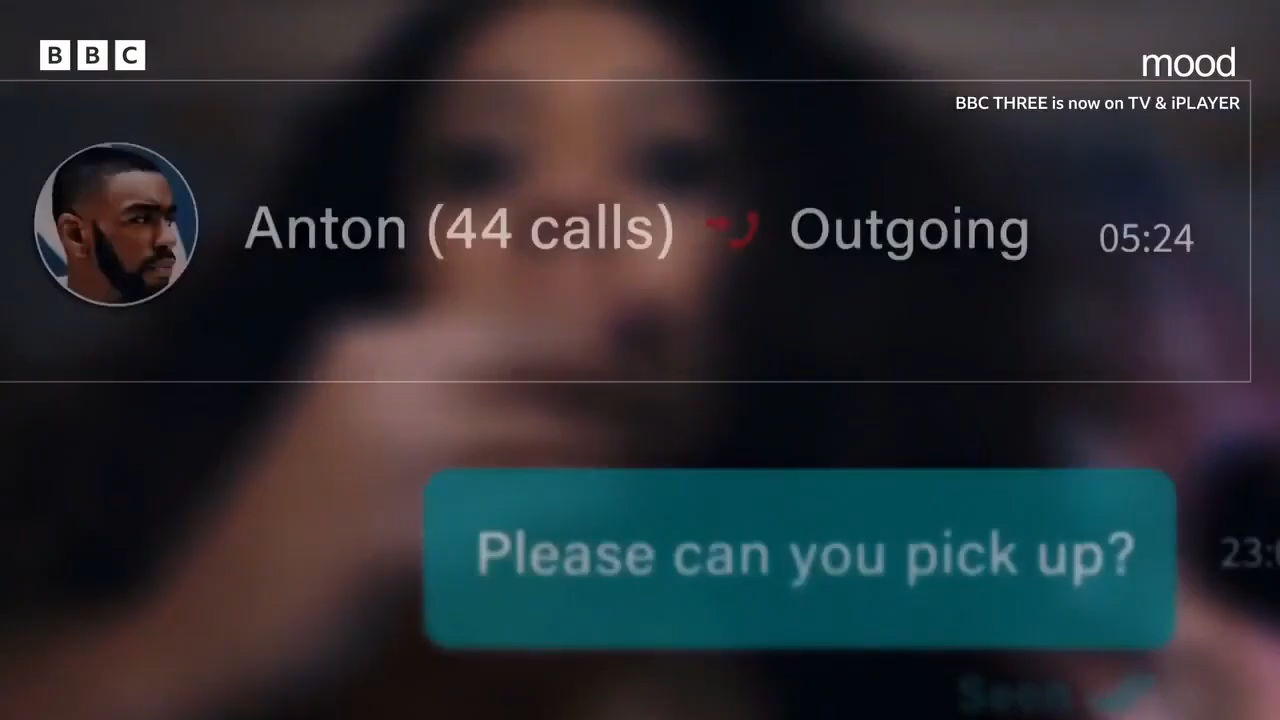 BBC
mood
BBC THREE is now on TV & iPLAYER
Anton (44 calls) Outgoing 05:24
Please can you pick up?
Seen